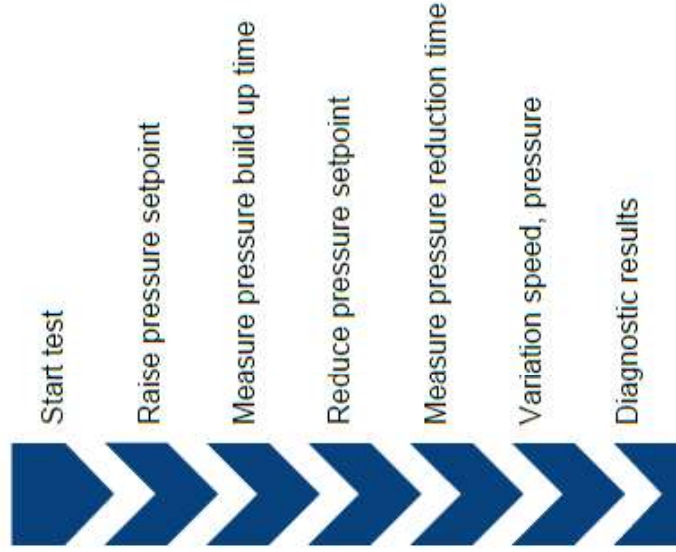 Start test
Raise pressure setpoint
Measure pressure build up time
Reduce pressure setpoint
Measure pressure reduction time
Variation speed, pressure
Diagnostic results